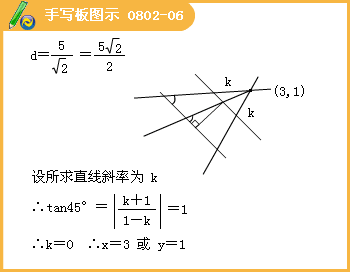 手写板图示 0802-06
d=5/√2=5√2/2
k
(3,1)
k
设所求直线斜率为 k
∴tan45°=|k+1/1-k|=1
∴k=0 ∴x=3 或 y=1